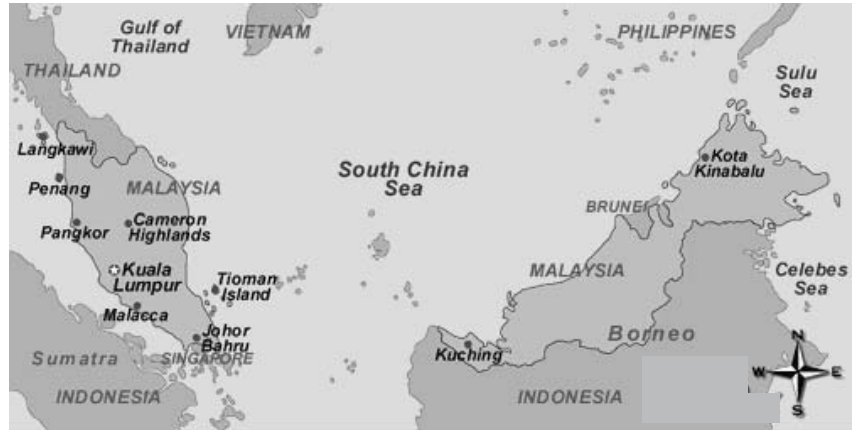 Gulf of
Thailand
VIETNAM
PHILIPPINES
THAILAND
Sulu
Sea
Langkawi
Kota
Kinabalu
South China
Sea
Penang
MALAYSIA
BRUNEI
Pangkor
Cameron
Highlands
Kuala
Lumpur
Tioman
Island
MALAYSIA
Celebes
Sea
Malacca
Johor
Bahru
Borneo
Sumatra
SINGAPORE
Kuching
INDONESIA
INDONESIA
N
W
E
S